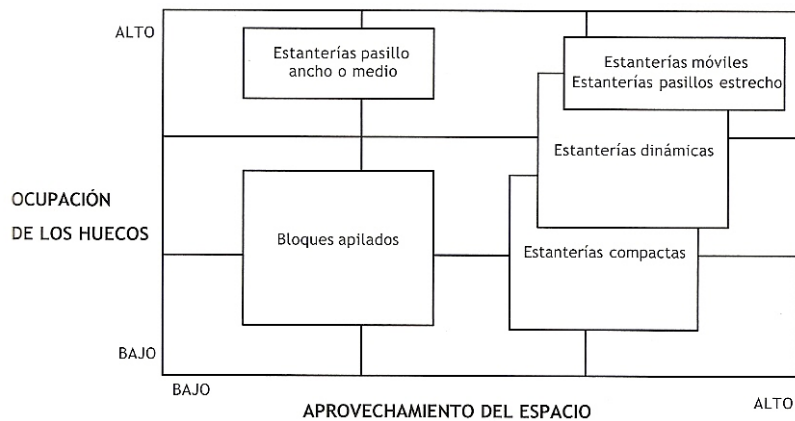 ALTO
Estanterías pasillo
ancho o medio
Estanterías móviles
Estanterías pasillos estrecho
Estanterías dinámicas
OCUPACIÓN
DE LOS HUECOS
Bloques apilados
Estanterías compactas
BAJO
BAJO
ALTO
APROVECHAMIENTO DEL ESPACIO